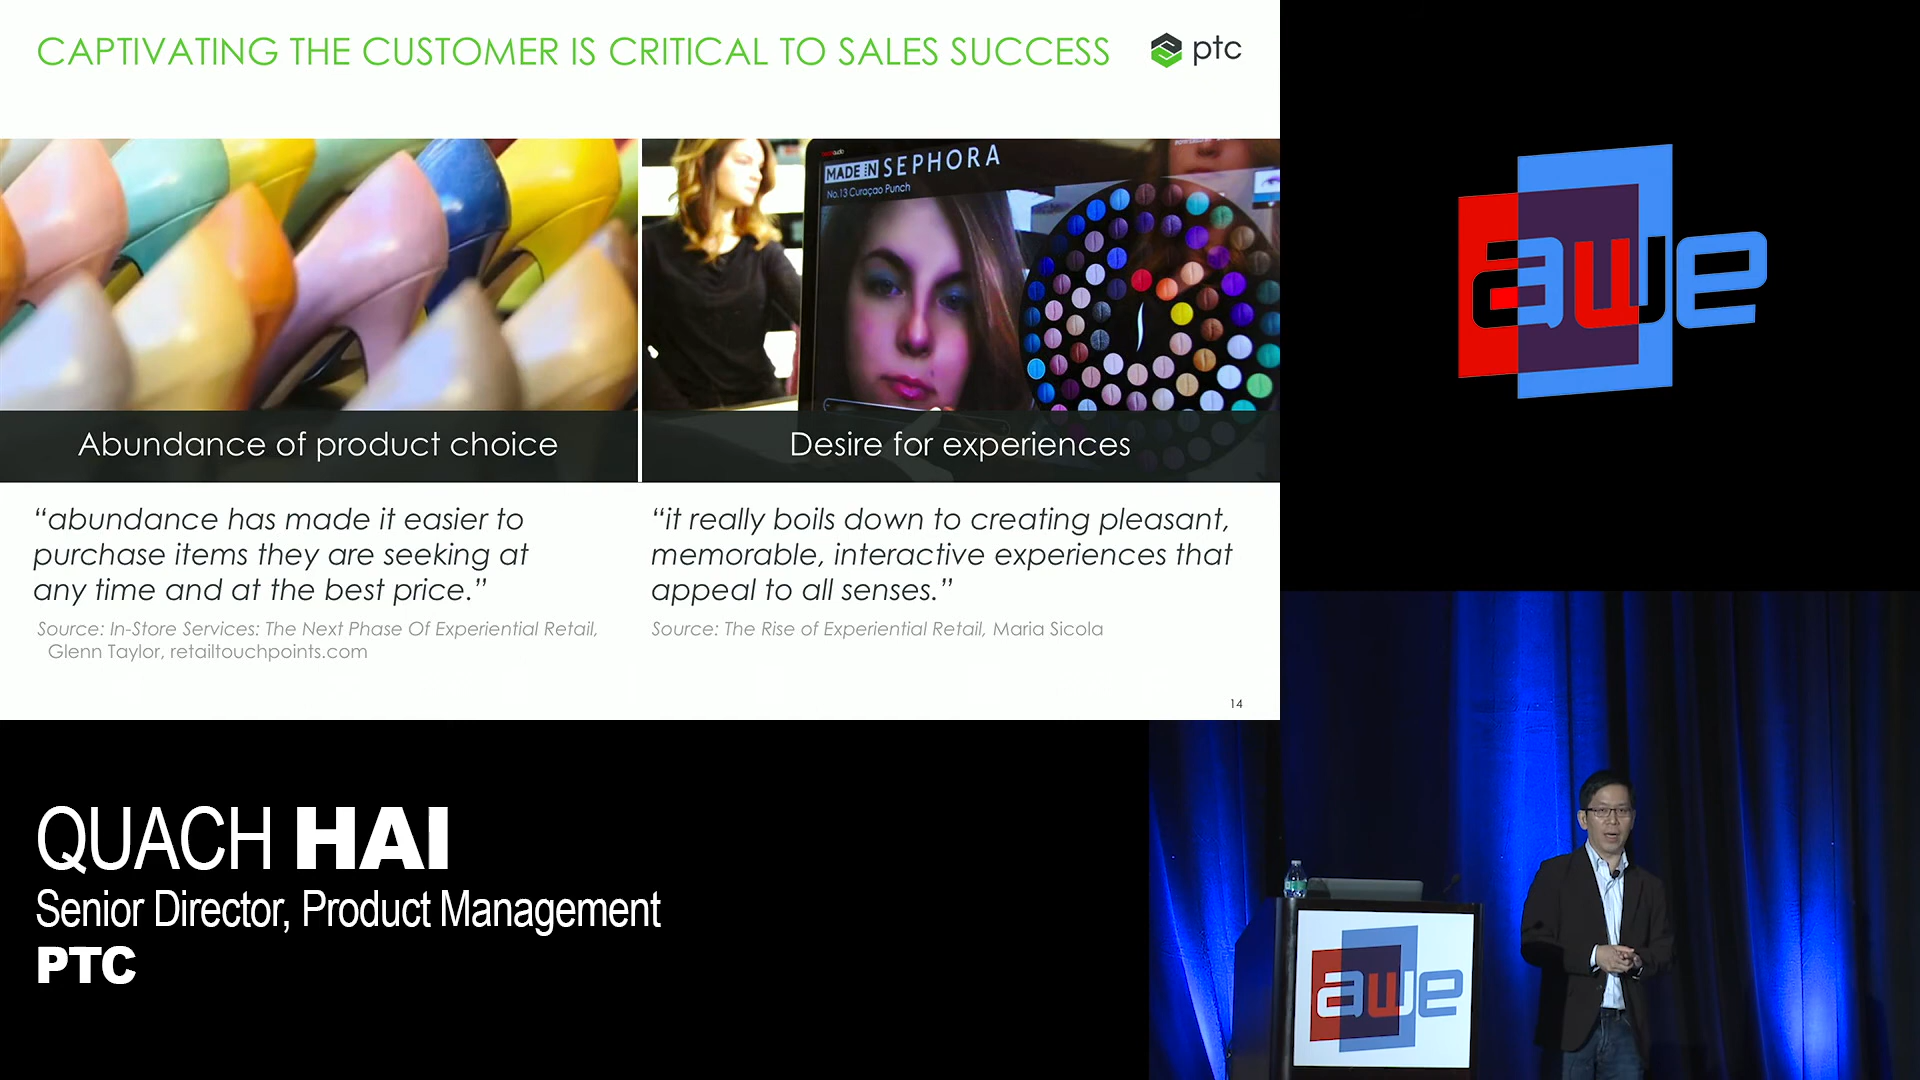 CAPTIVATING THE CUSTOMER IS CRITICAL TO SALES SUCCESS
ptc
MADE IN SEPHORA
No.13 Curaçao Punch
Abundance of product choice
Desire for experiences
“abundance has made it easier to
purchase items they are seeking at
any time and at the best price.”
Source: In-Store Services: The Next Phase Of Experiential Retail,
Glenn Taylor, retailtouchpoints.com
“it really boils down to creating pleasant,
memorable, interactive experiences that
appeal to all senses.”
Source: The Rise of Experiential Retail, Maria Sicola
14
awe
QUACH HAI
Senior Director, Product Management
PTC
awe